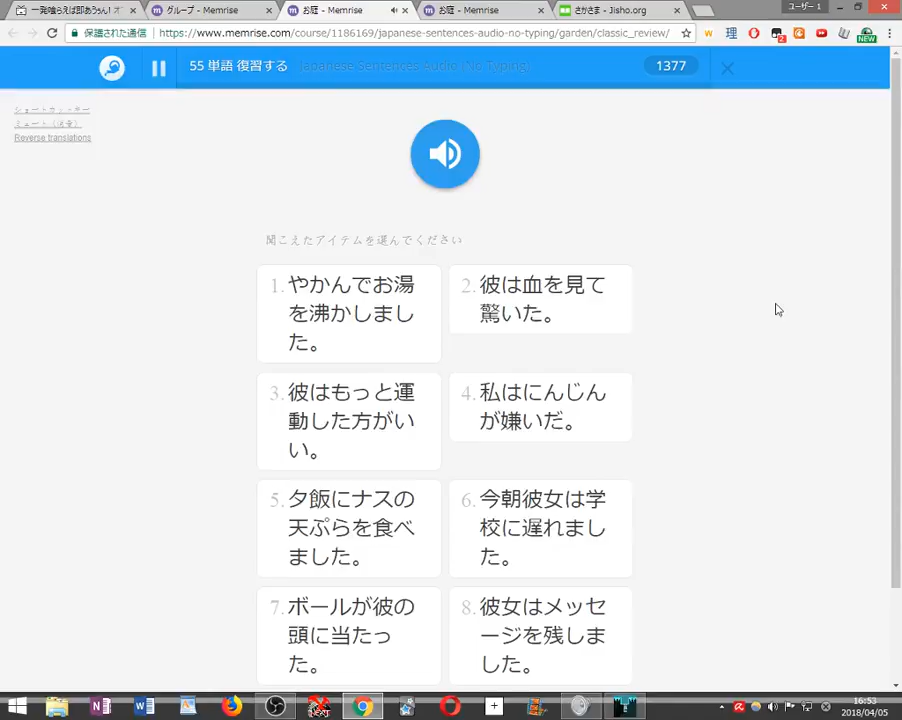 一発喰らえば即あうぅん! オ
グループ - Memrise
お庭 - Memrise
お庭 - Memrise
さかさま - Jisho.org
ユーザー 1
保護された通信
https://www.memrise.com/course/1186169/japanese-sentences-audio-no-typing/garden/classic_review/
NEW
55 単語 復習する
Japanese Sentences Audio (No Typing)
1377
Reverse translations
聞こえたアイテムを選んでください
1. やかんでお湯
を沸かしまし
た。
2. 彼は血を見て
驚いた。
3. 彼はもっと運
動した方がい
い。
4. 私はにんじん
が嫌いだ。
5. 夕飯にナスの
天ぷらを食べ
ました。
6. 今朝彼女は学
校に遅れまし
た。
7. ボールが彼の
頭に当たっ
た。
8. 彼女はメッセ
ージを残しま
した。
16:53
2018/04/05